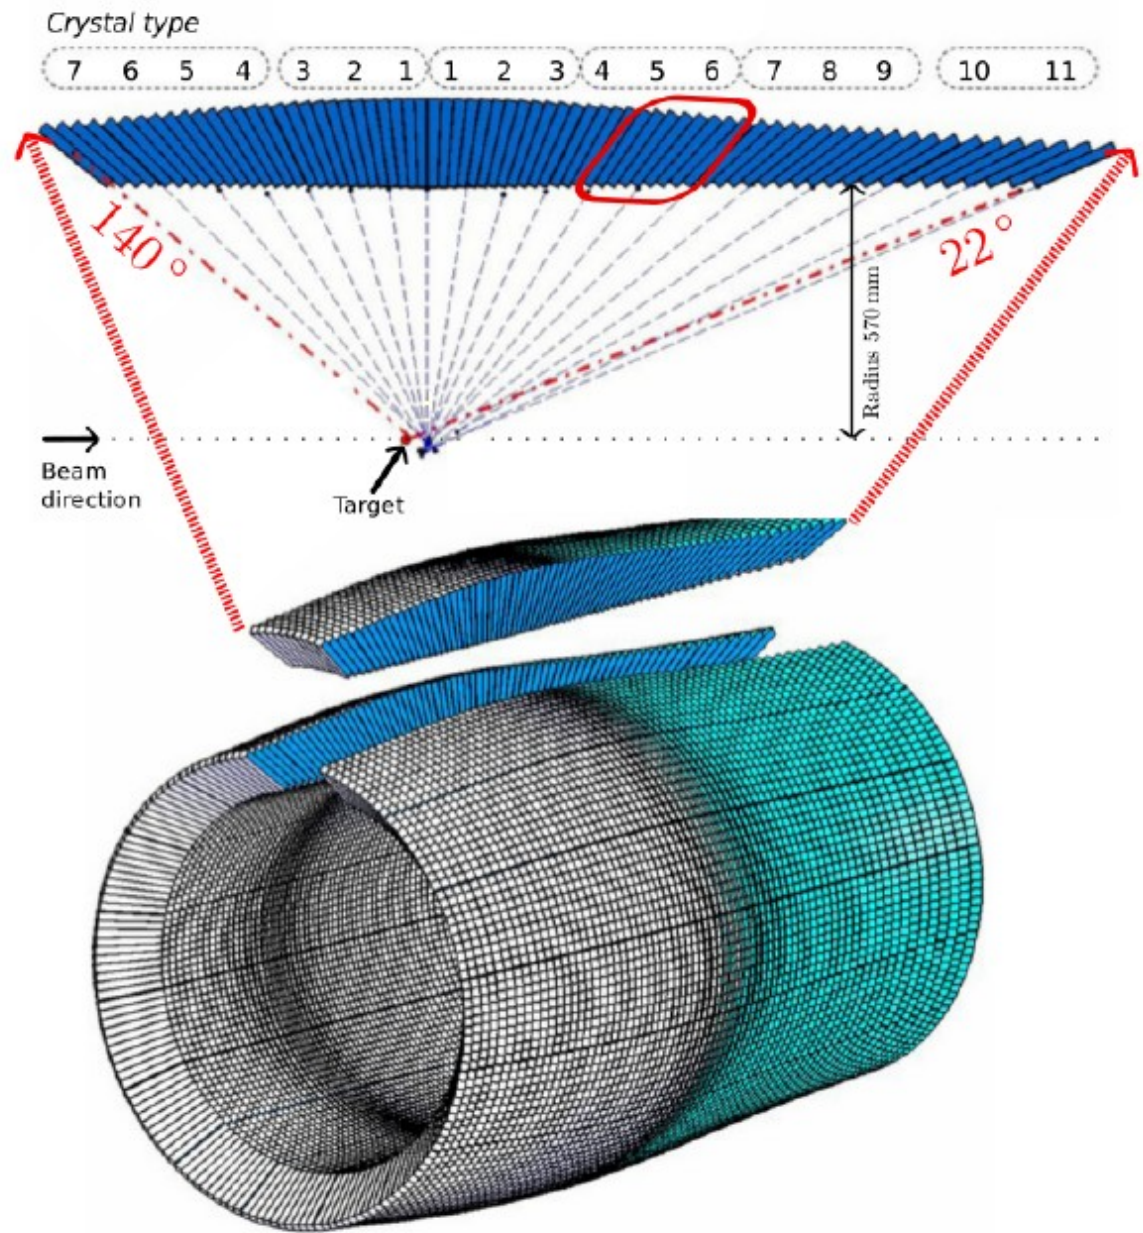 Crystal type
7 6 5 4 3 2 1 1 2 3 4 5 6 7 8 9 10 11
140°
22°
Radius 570 mm
Beam
direction
Target